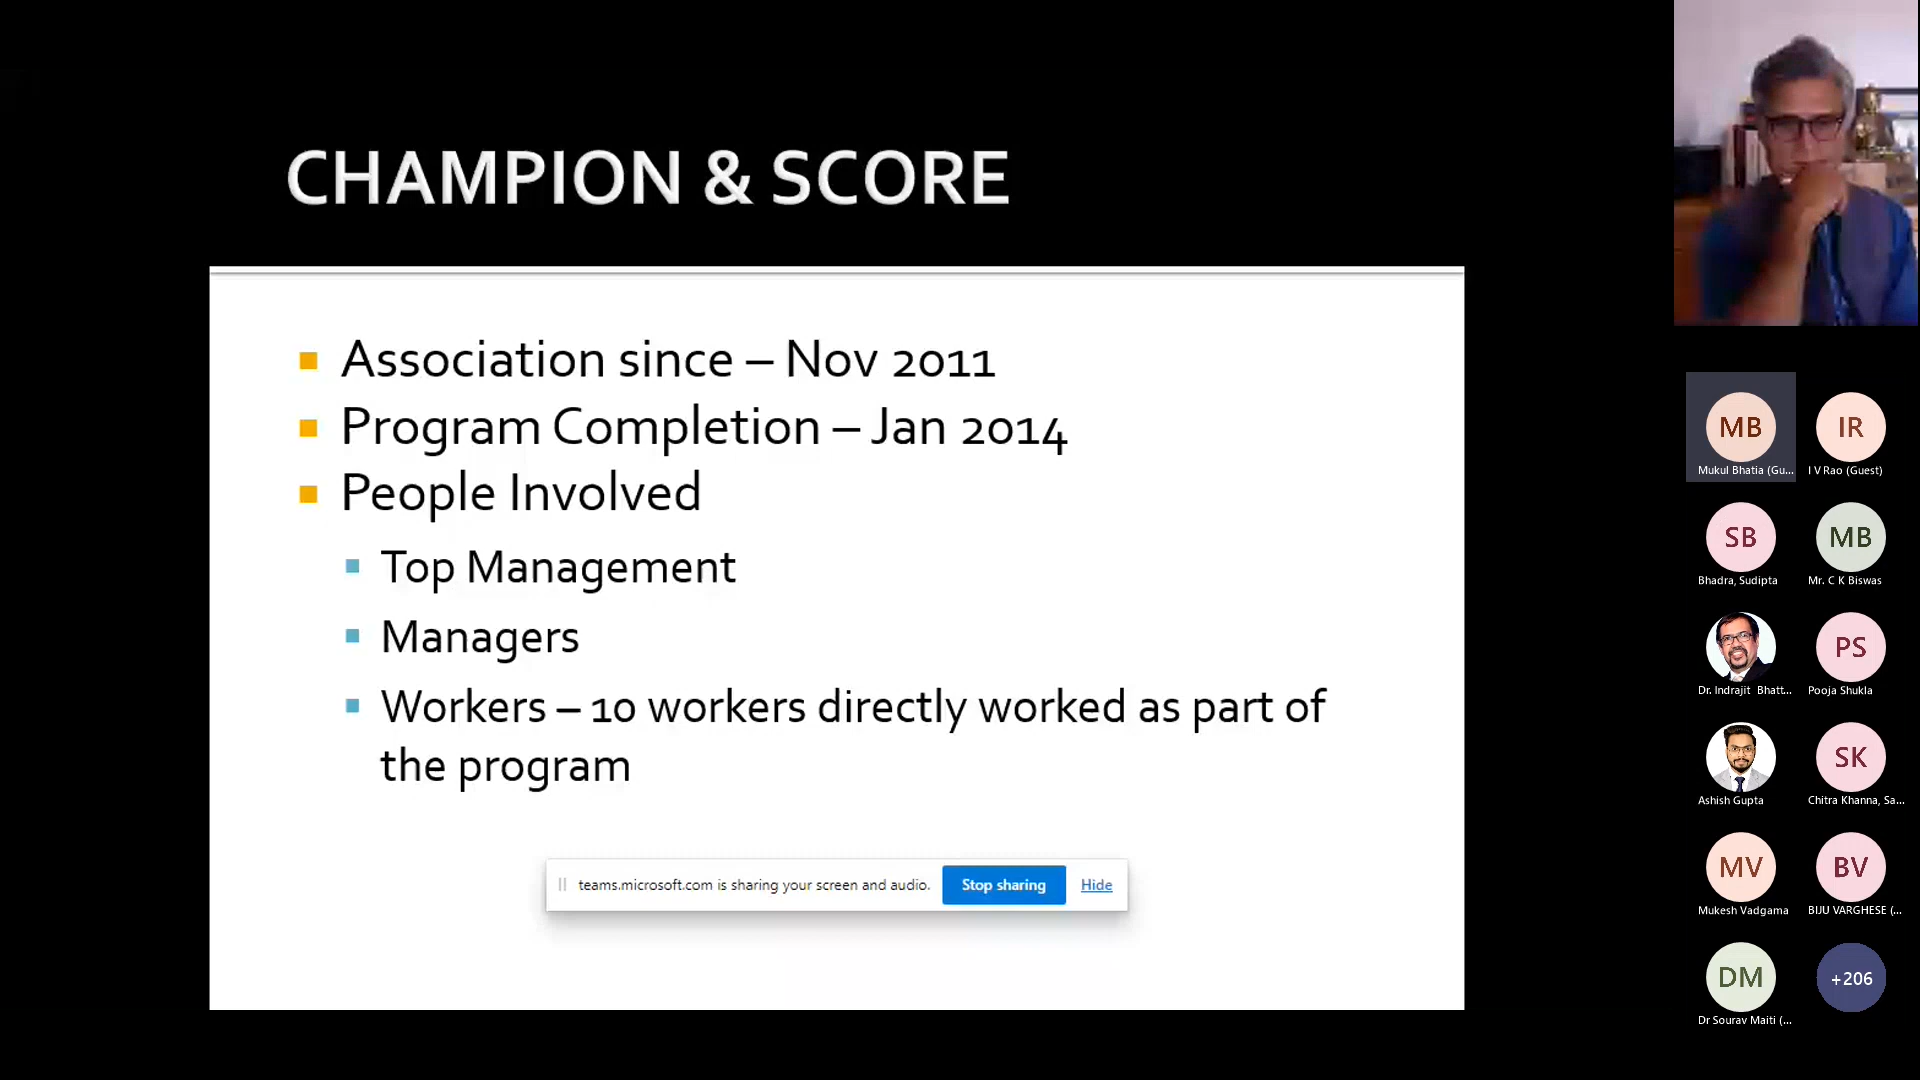 CHAMPION & SCORE
Association since – Nov 2011
Program Completion – Jan 2014
People Involved
Top Management
Managers
Workers – 10 workers directly worked as part of
the program
teams.microsoft.com is sharing your screen and audio.
Stop sharing
Hide
MB
IR
Mukul Bhatia (Gu...
I V Rao (Guest)
SB
MB
Bhadra, Sudipta
Mr. C K Biswas
PS
Dr. Indrajit Bhatt...
Pooja Shukla
SK
Ashish Gupta
Chitra Khanna, Sa...
MV
BV
Mukesh Vadgama
BIJU VARGHESE (...
DM
+206
Dr Sourav Maiti (...